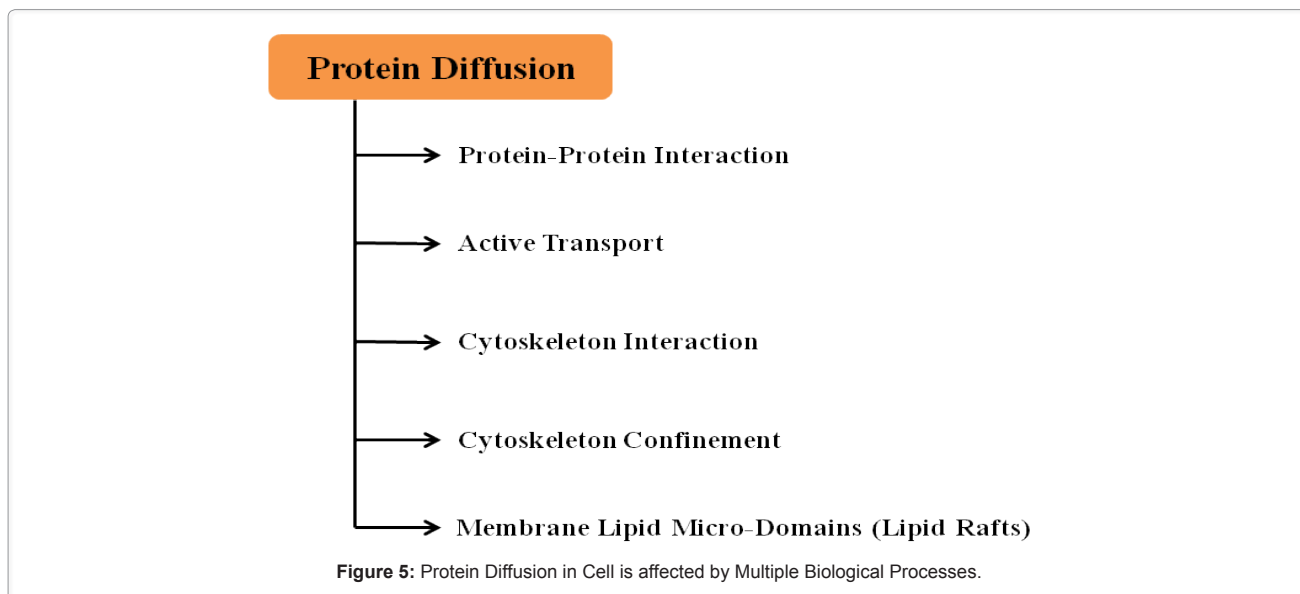 Protein Diffusion
Protein-Protein Interaction
Active Transport
Cytoskeleton Interaction
Cytoskeleton Confinement
Membrane Lipid Micro-Domains (Lipid Rafts)
Figure 5: Protein Diffusion in Cell is affected by Multiple Biological Processes.